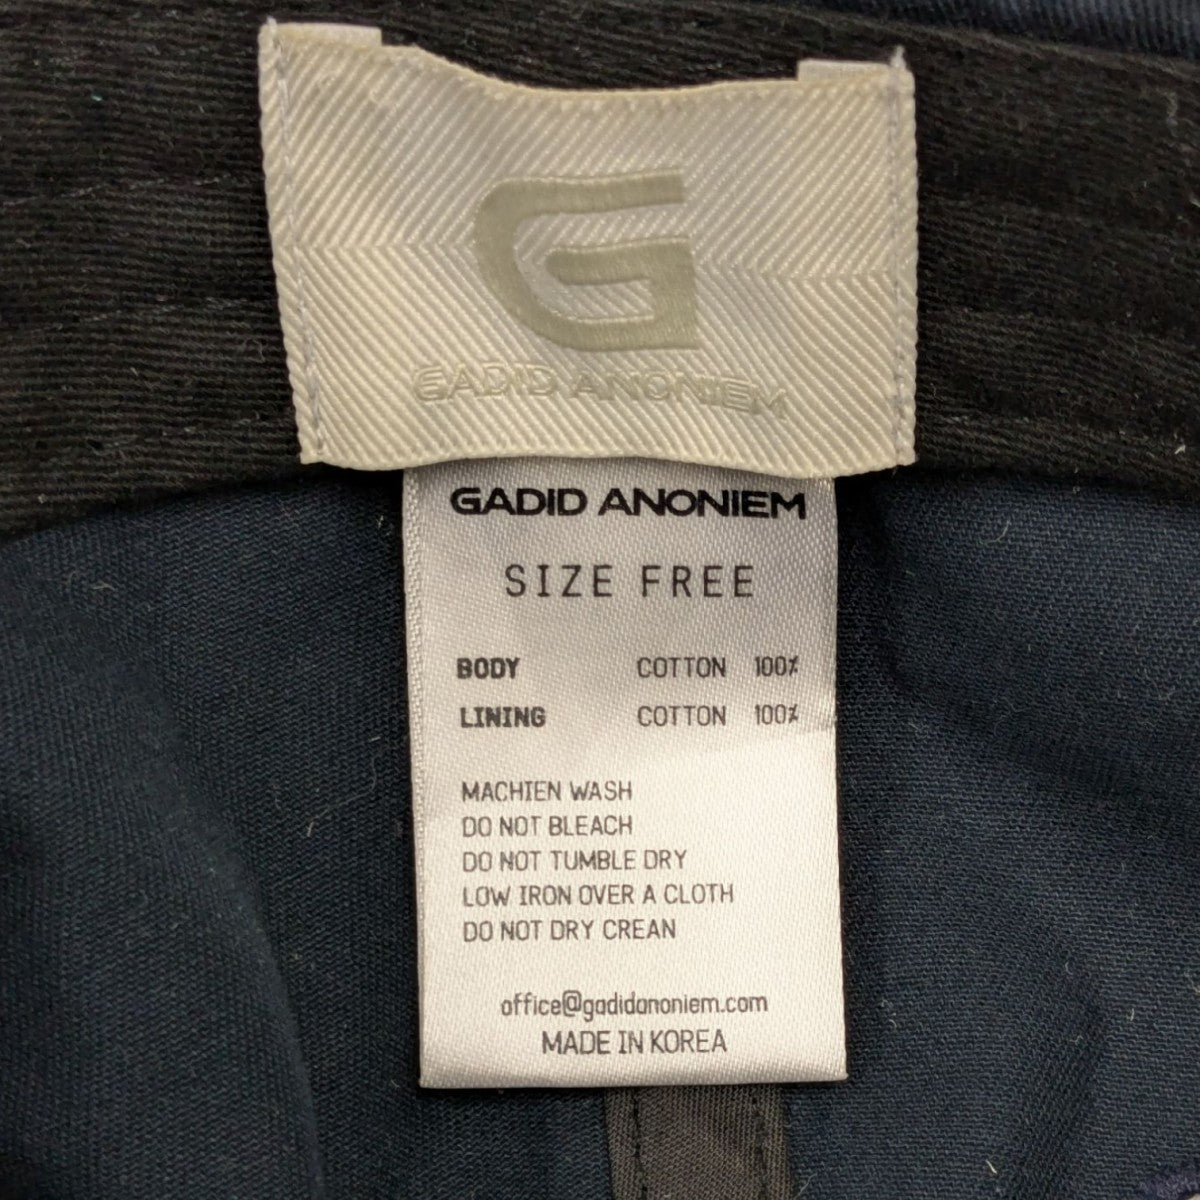 G
GADID ANONIEM
GADID ANONIEM
SIZE FREE
BODY COTTON 100%
LINING COTTON 100%
MACHIEN WASH
DO NOT BLEACH
DO NOT TUMBLE DRY
LOW IRON OVER A CLOTH
DO NOT DRY CREAN
office@gadidanoniem.com
MADE IN KOREA